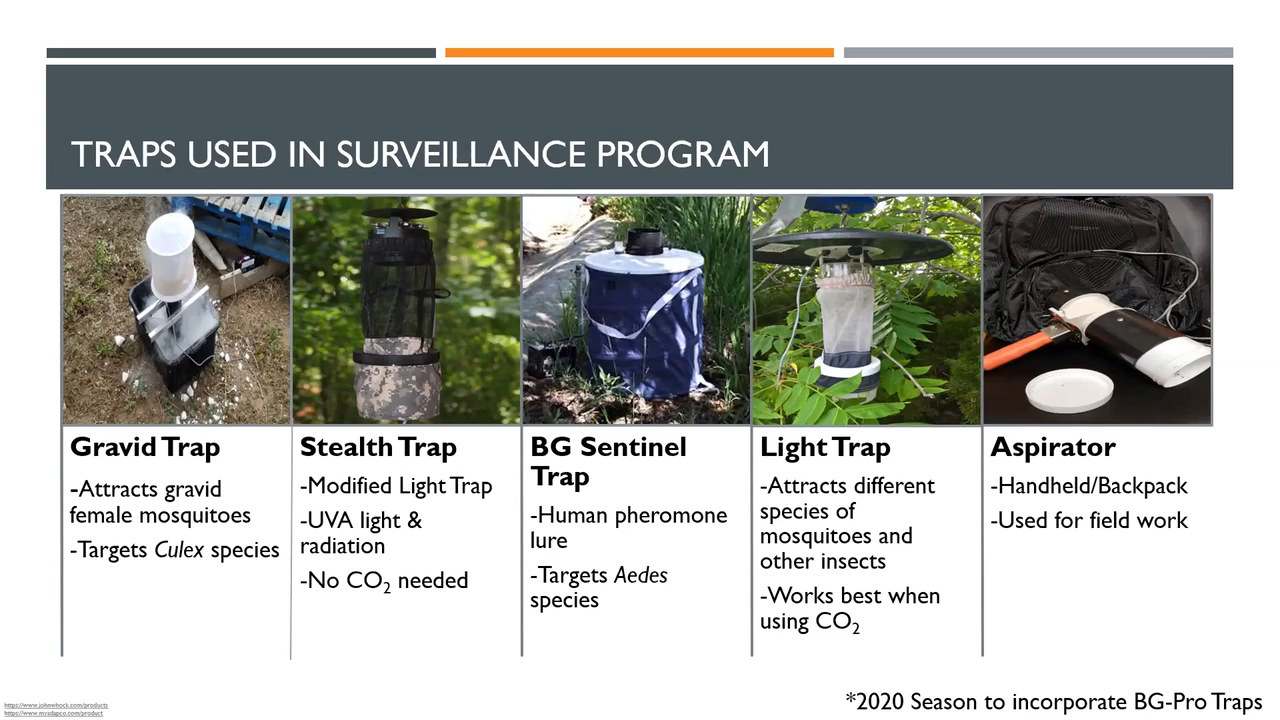 TRAPS USED IN SURVEILLANCE PROGRAM
Gravid Trap
-Attracts gravid
female mosquitoes
-Targets Culex species
Stealth Trap
-Modified Light Trap
-UVA light &
radiation
-No CO₂ needed
BG Sentinel
Trap
-Human pheromone
lure
-Targets Aedes
species
Light Trap
-Attracts different
species of
mosquitoes and
other insects
-Works best when
using CO₂
Aspirator
-Handheld/Backpack
-Used for field work
*2020 Season to incorporate BG-Pro Traps
https://www.johnwhock.com/products
https://www.myadapco.com/product